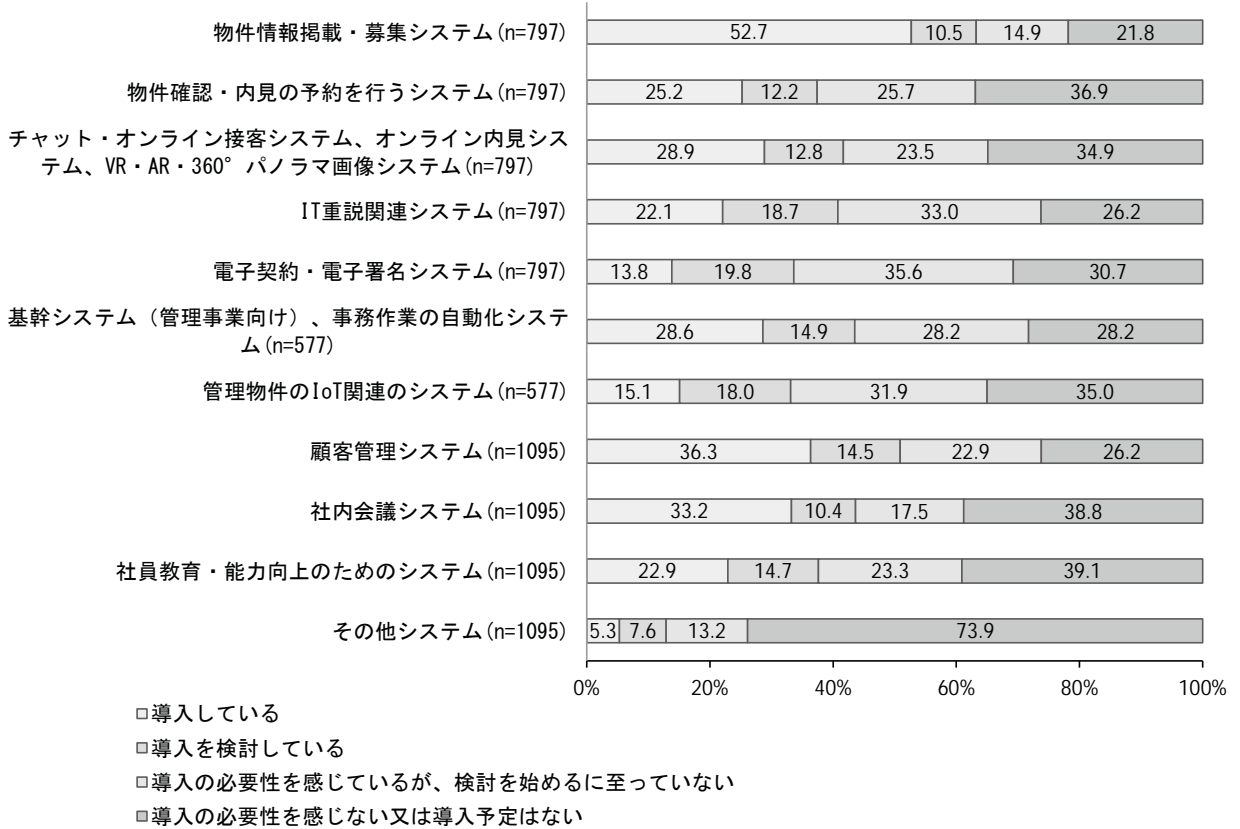 物件情報掲載・募集システム(n=797)
52.7 10.5 14.9 21.8
物件確認・内見の予約を行うシステム(n=797)
25.2 12.2 25.7 36.9
チャット・オンライン接客システム、オンライン内見シス
テム、VR・AR・360°パノラマ画像システム(n=797)
28.9 12.8 23.5 34.9
IT重説関連システム(n=797)
22.1 18.7 33.0 26.2
電子契約・電子署名システム(n=797)
13.8 19.8 35.6 30.7
基幹システム（管理事業向け）、事務作業の自動化システ
ム(n=577)
28.6 14.9 28.2 28.2
管理物件のIoT関連のシステム(n=577)
15.1 18.0 31.9 35.0
顧客管理システム(n=1095)
36.3 14.5 22.9 26.2
社内会議システム(n=1095)
33.2 10.4 17.5 38.8
社員教育・能力向上のためのシステム(n=1095)
22.9 14.7 23.3 39.1
その他システム(n=1095)
5.3 7.6 13.2 73.9
0% 20% 40% 60% 80% 100%
導入している
導入を検討している
導入の必要性を感じているが、検討を始めるに至っていない
導入の必要性を感じない又は導入予定はない